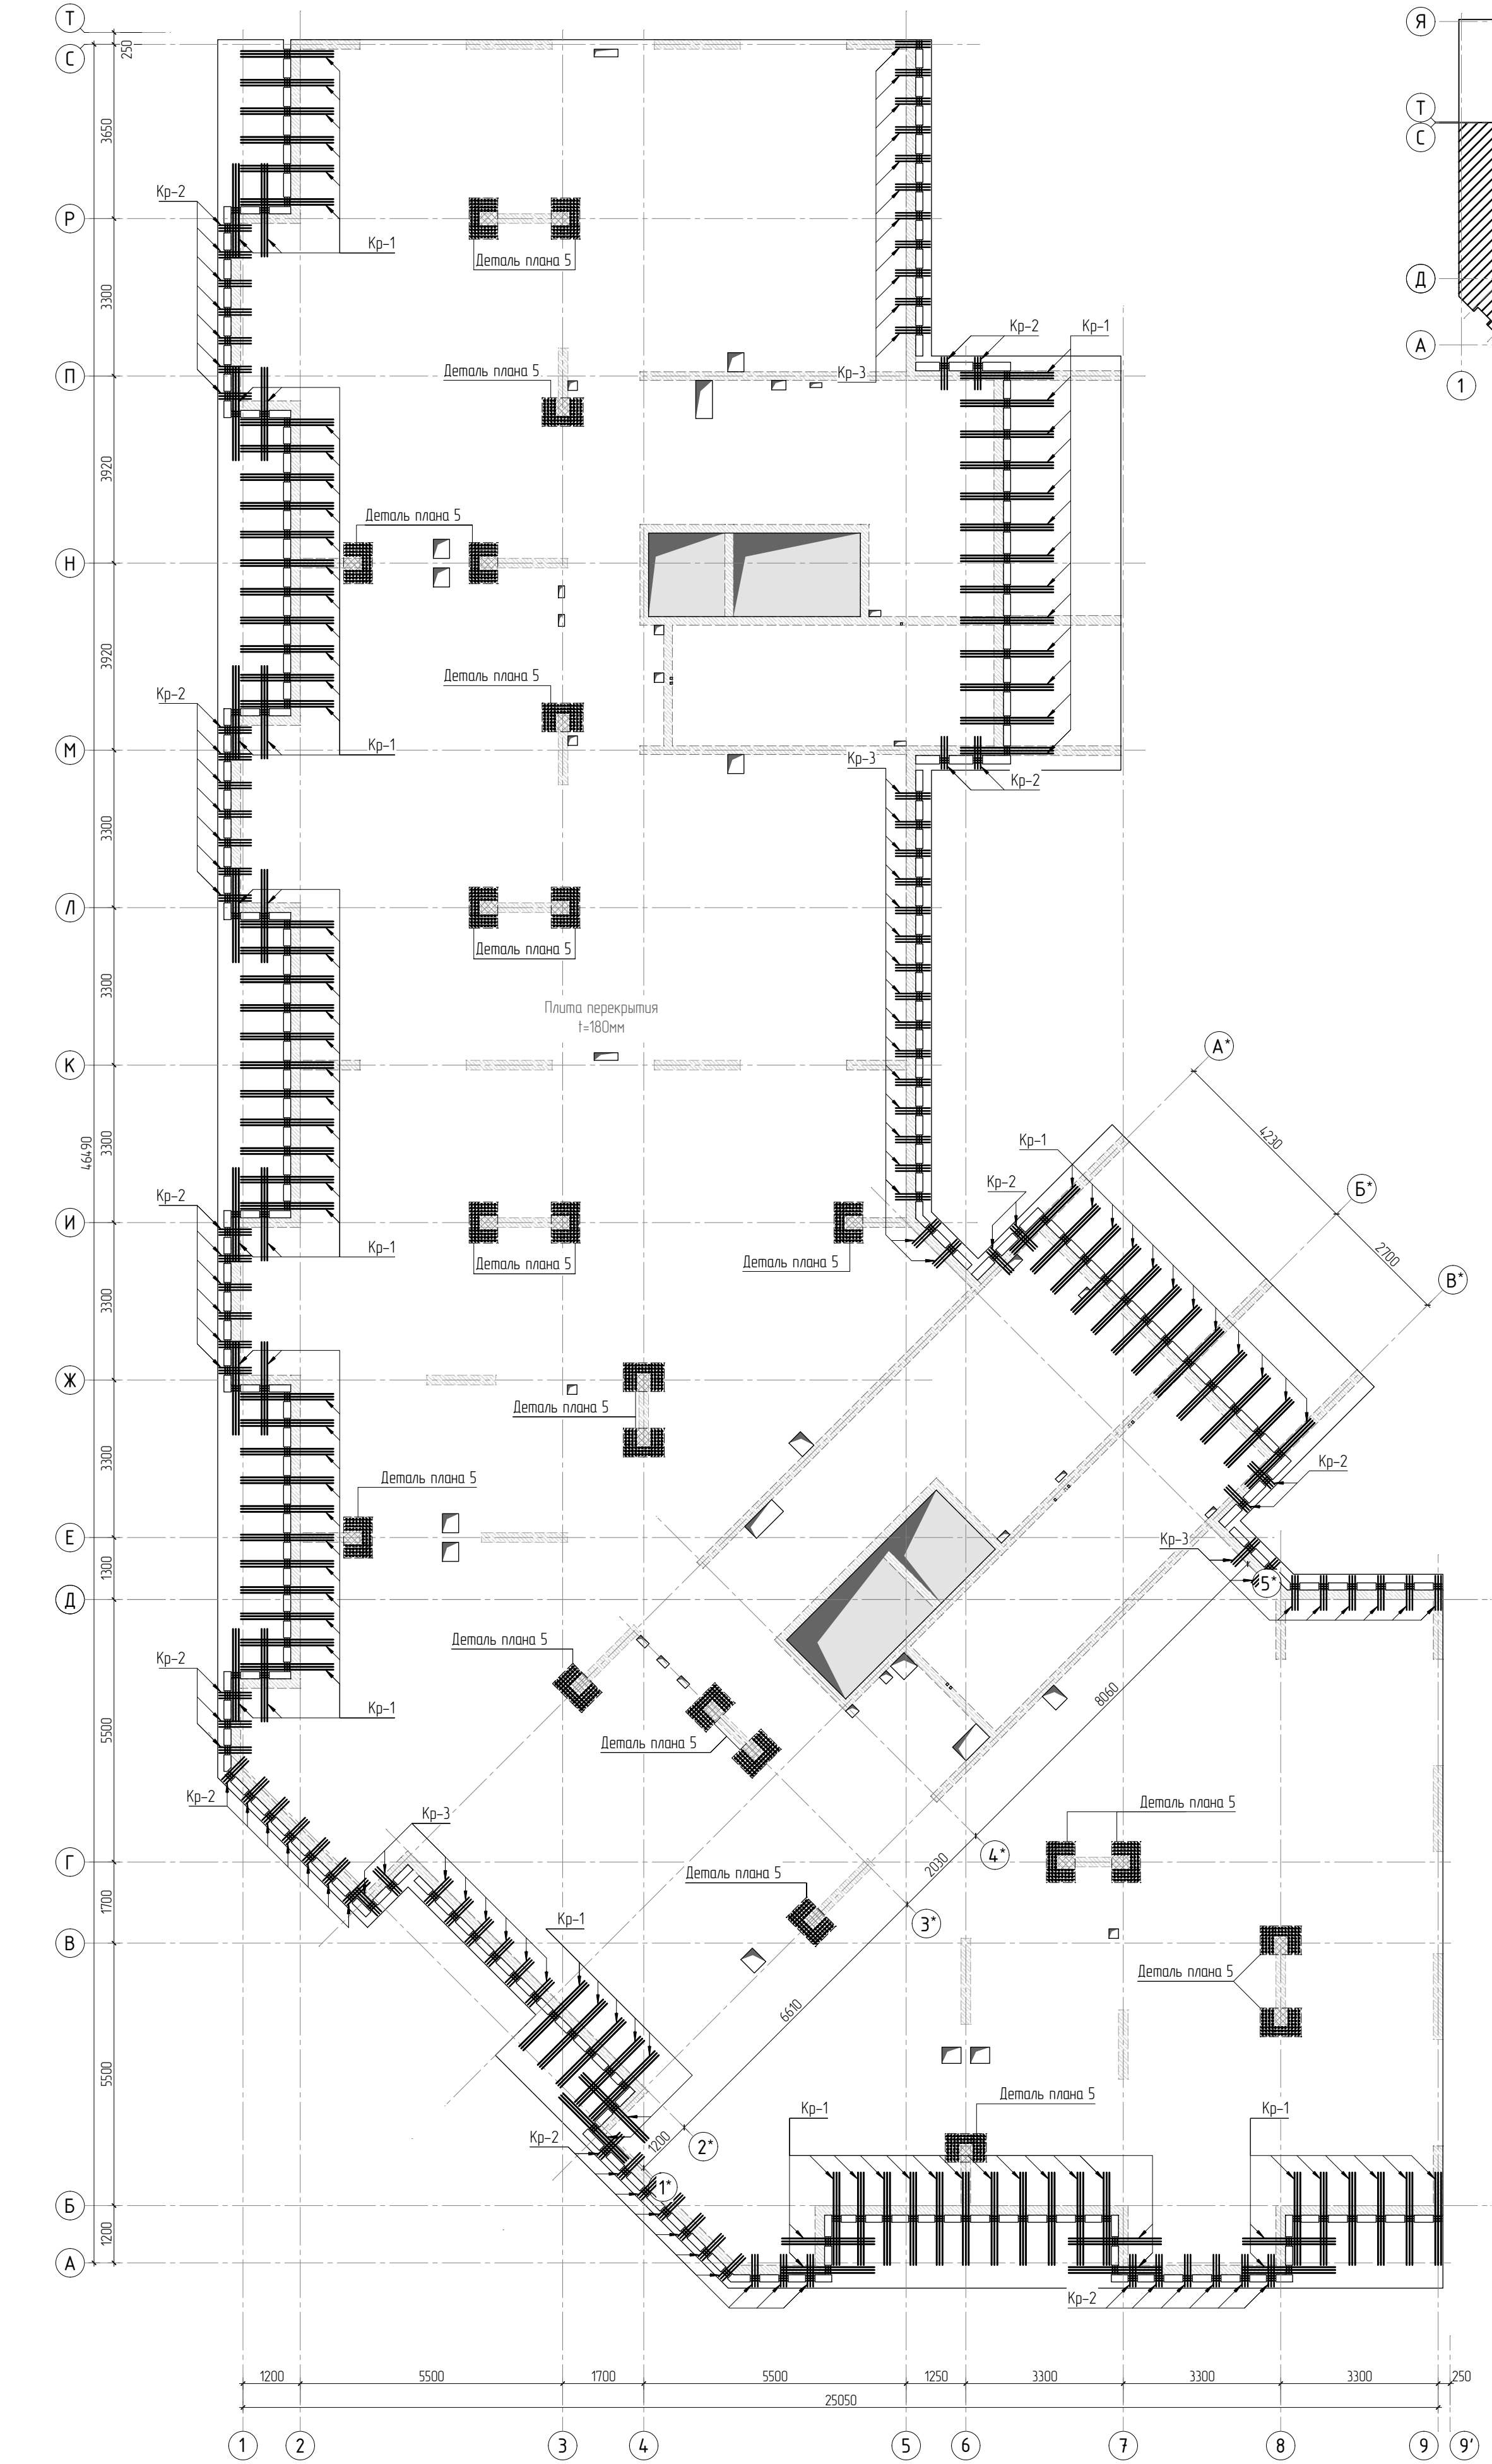 Т
С
250
3650
Кр-2
Р
Кр-1
Деталь плана 5
3300
Кр-2
Кр-1
П
Деталь плана 5
Кр-3
3920
Деталь плана 5
Н
3920
Деталь плана 5
Кр-2
М
Кр-1
Кр-3
Кр-2
3300
Л
Деталь плана 5
3300
Плита перекрытия
t=180мм
К
А*
4230
46490
3300
Кр-1
Кр-2
Б*
Кр-2
И
Кр-1
Деталь плана 5
Деталь плана 5
2700
В*
3300
Ж
Деталь плана 5
3300
Деталь плана 5
Кр-2
Е
Кр-3
1300
5*
Д
Деталь плана 5
Кр-2
Кр-1
8060
5500
Деталь плана 5
Кр-2
Кр-3
Деталь плана 5
Г
4*
2030
Деталь плана 5
1700
Кр-1
3*
В
Деталь плана 5
6610
5500
Деталь плана 5
Кр-1
Кр-1
Кр-2
1200
2*
1*
Б
1200
А
Кр-2
1200
5500
1700
5500
1250
3300
3300
3300
250
25050
1
2
3
4
5
6
7
8
9
9'
Я
Т
С
Д
А
1